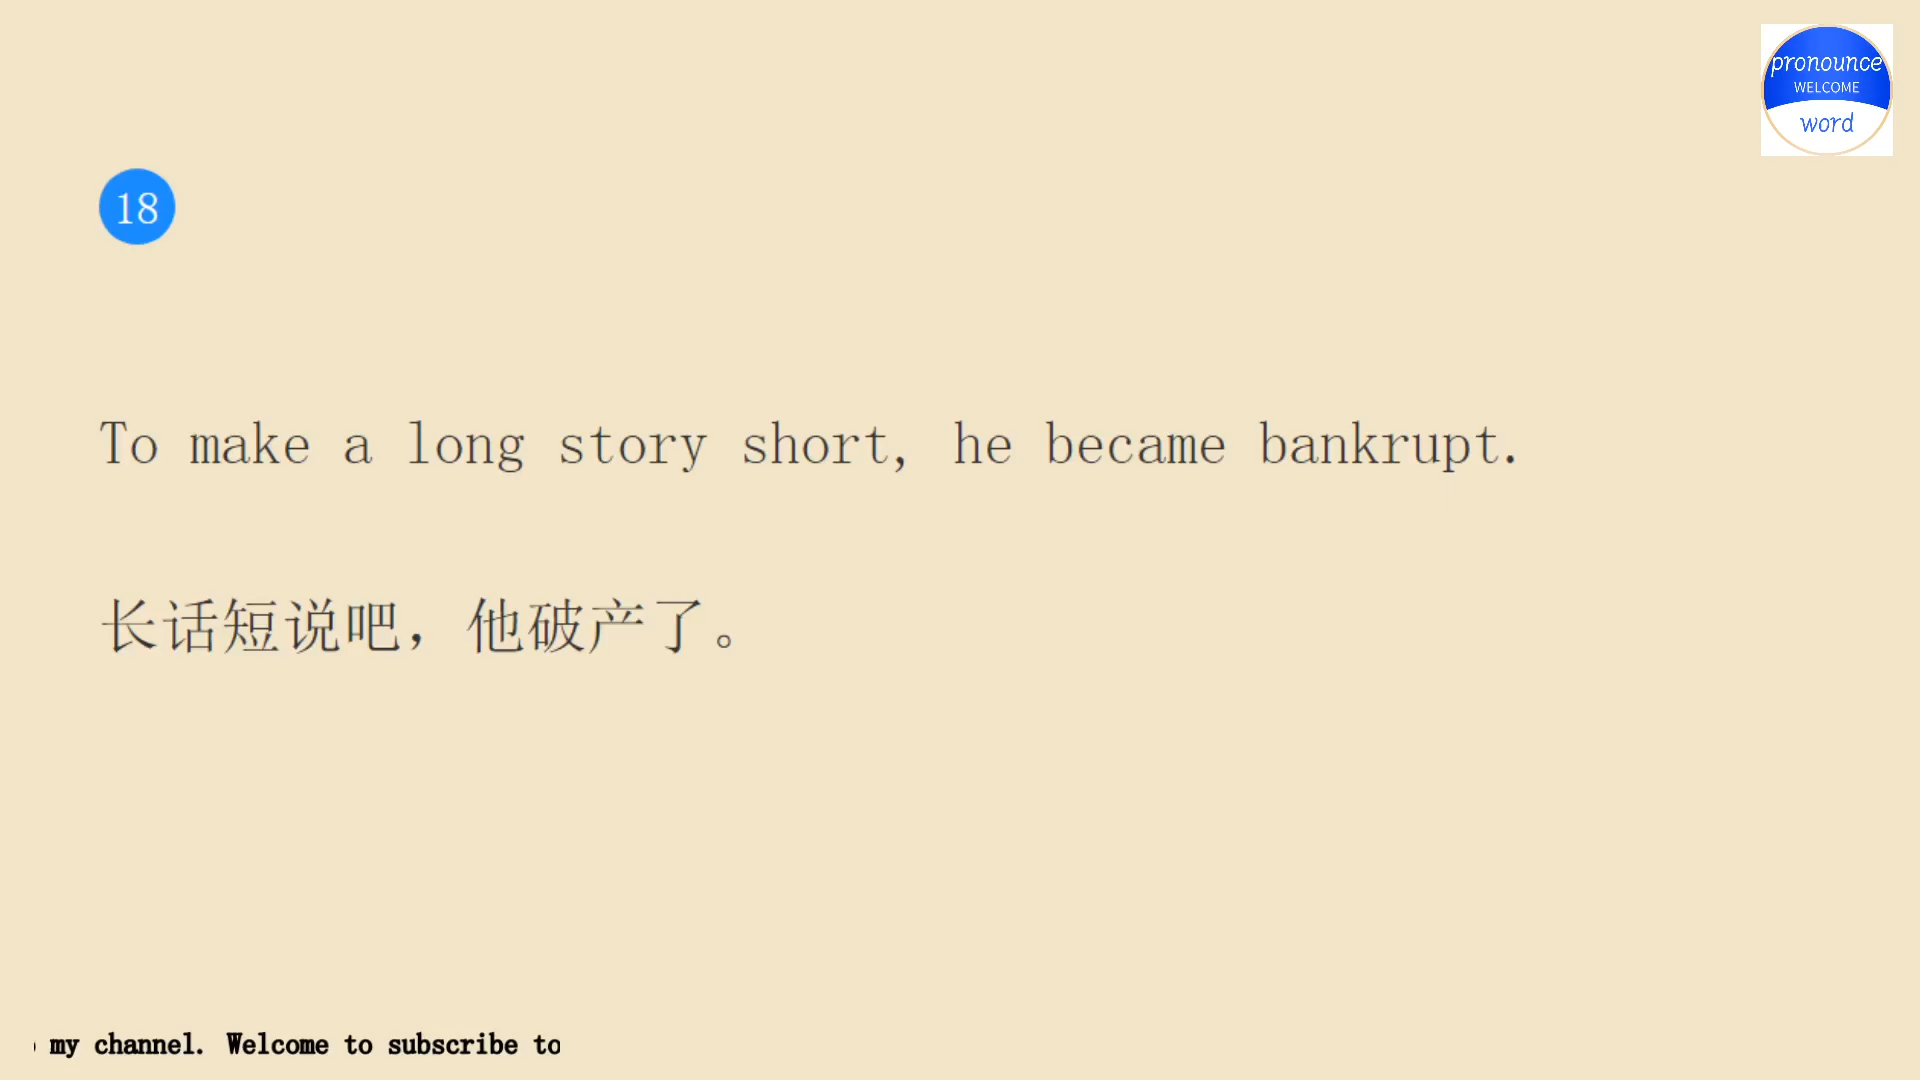 pronounce
WELCOME
word
18
To make a long story short, he became bankrupt.
长话短说吧，他破产了。
my channel. Welcome to subscribe to